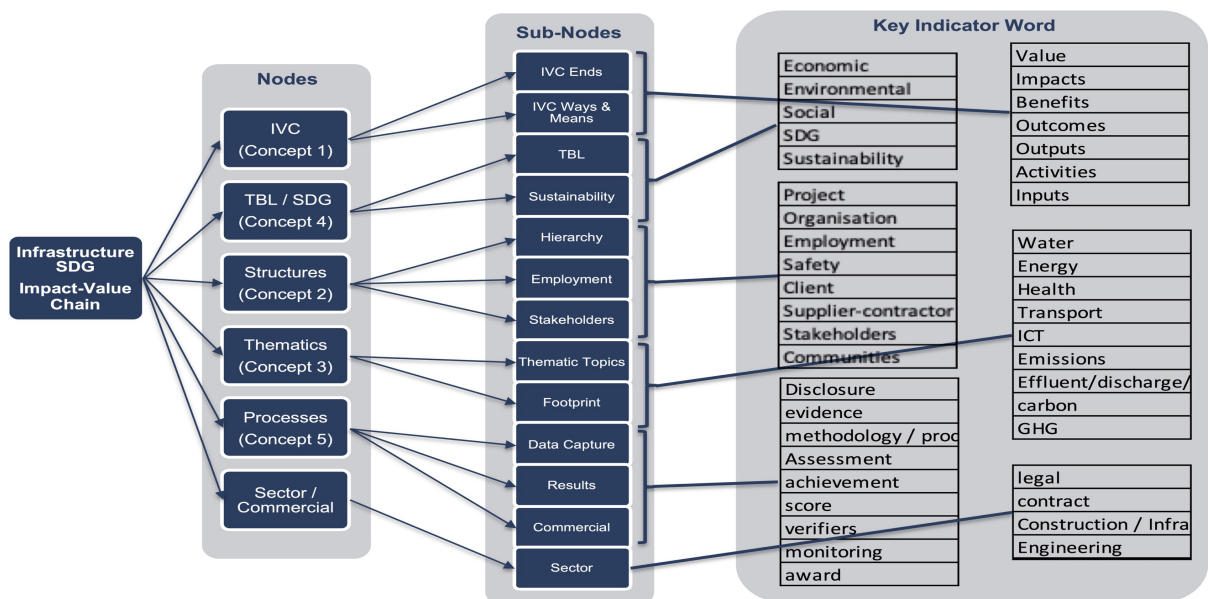 Infrastructure
SDG
Impact-Value
Chain
Nodes
IVC
(Concept 1)
TBL / SDG
(Concept 4)
Structures
(Concept 2)
Thematics
(Concept 3)
Processes
(Concept 5)
Sector /
Commercial
Sub-Nodes
IVC Ends
IVC Ways &
Means
TBL
Sustainability
Hierarchy
Employment
Stakeholders
Thematic Topics
Footprint
Data Capture
Results
Commercial
Sector
Key Indicator Word
Economic
Environmental
Social
SDG
Sustainability
Project
Organisation
Employment
Safety
Client
Supplier-contractor
Stakeholders
Communities
Disclosure
evidence
methodology / proc
Assessment
achievement
score
verifiers
monitoring
award
Value
Impacts
Benefits
Outcomes
Outputs
Activities
Inputs
Water
Energy
Health
Transport
ICT
Emissions
Effluent/discharge/
carbon
GHG
legal
contract
Construction / Infra
Engineering